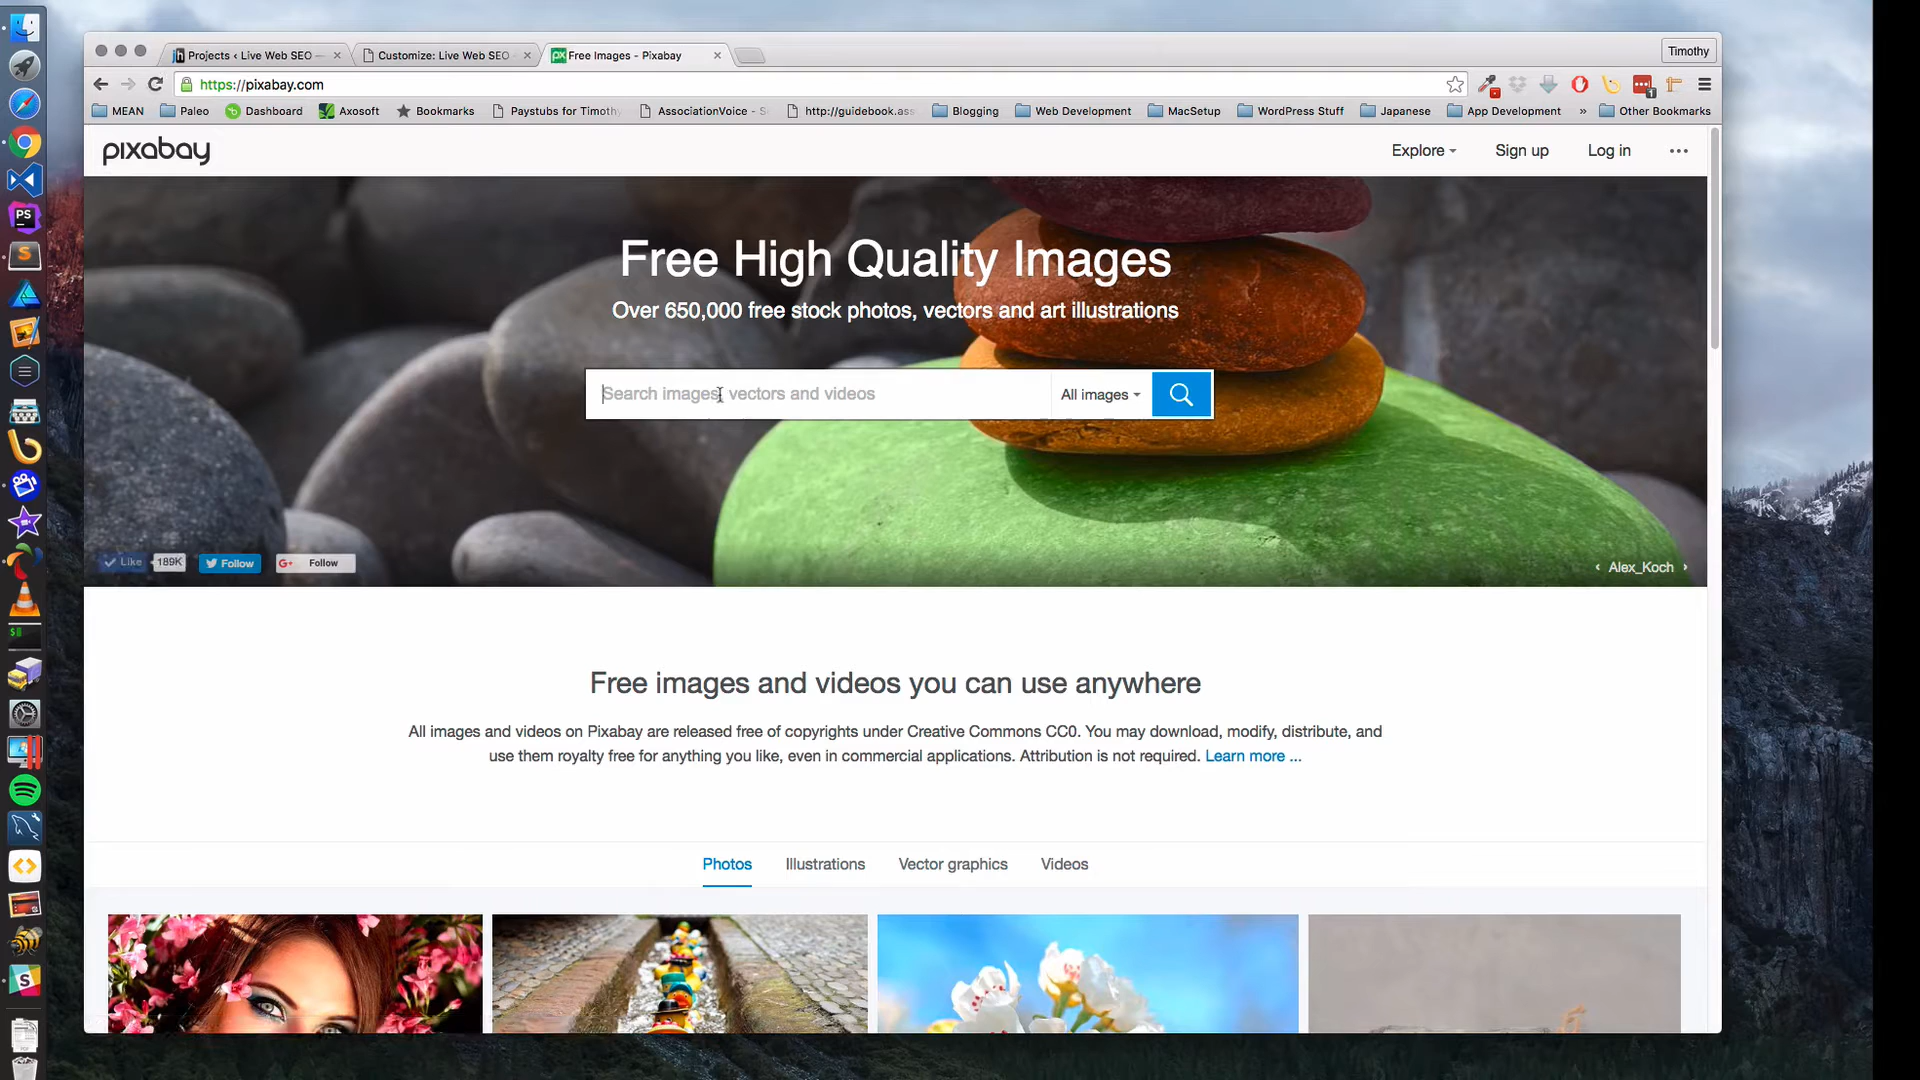 Projects ‹ Live Web SEO —
Customize: Live Web SEO
Free Images - Pixabay
Timothy
https://pixabay.com
MEAN
Paleo
Dashboard
Axosoft
Bookmarks
Paystubs for Timothy
AssociationVoice - S
http://guidebook.ass
Blogging
Web Development
MacSetup
WordPress Stuff
Japanese
App Development
»
Other Bookmarks
pixabay
Explore
Sign up
Log in
Free High Quality Images
Over 650,000 free stock photos, vectors and art illustrations
Search images, vectors and videos
All images
Like
189K
Follow
G+ Follow
‹ Alex_Koch ›
Free images and videos you can use anywhere
All images and videos on Pixabay are released free of copyrights under Creative Commons CC0. You may download, modify, distribute, and
use them royalty free for anything you like, even in commercial applications. Attribution is not required. Learn more ...
Photos
Illustrations
Vector graphics
Videos